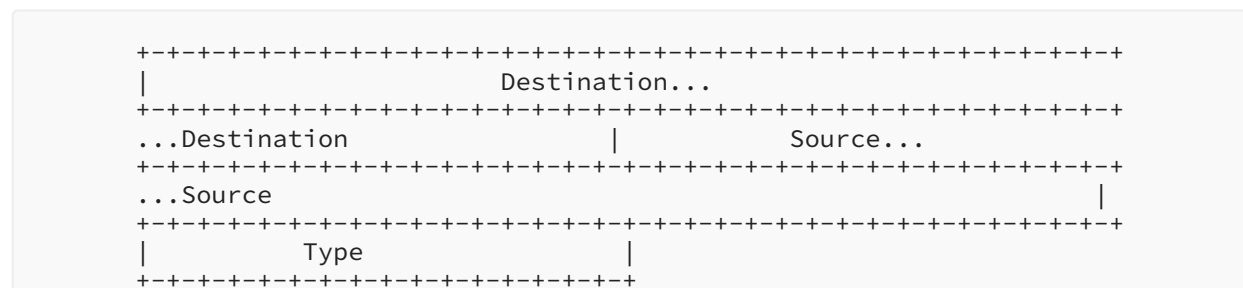 +-+-+-+-+-+-+-+-+-+-+-+-+-+-+-+-+-+-+-+-+-+-+-+-+-+-+-+-+-+-+-+-+
|                       Destination...
+-+-+-+-+-+-+-+-+-+-+-+-+-+-+-+-+-+-+-+-+-+-+-+-+-+-+-+-+-+-+-+-+
...Destination                 |           Source...
+-+-+-+-+-+-+-+-+-+-+-+-+-+-+-+-+-+-+-+-+-+-+-+-+-+-+-+-+-+-+-+-+
...Source                                                      |
+-+-+-+-+-+-+-+-+-+-+-+-+-+-+-+-+-+-+-+-+-+-+-+-+-+-+-+-+-+-+-+-+
|          Type                 |
+-+-+-+-+-+-+-+-+-+-+-+-+-+-+-+-+